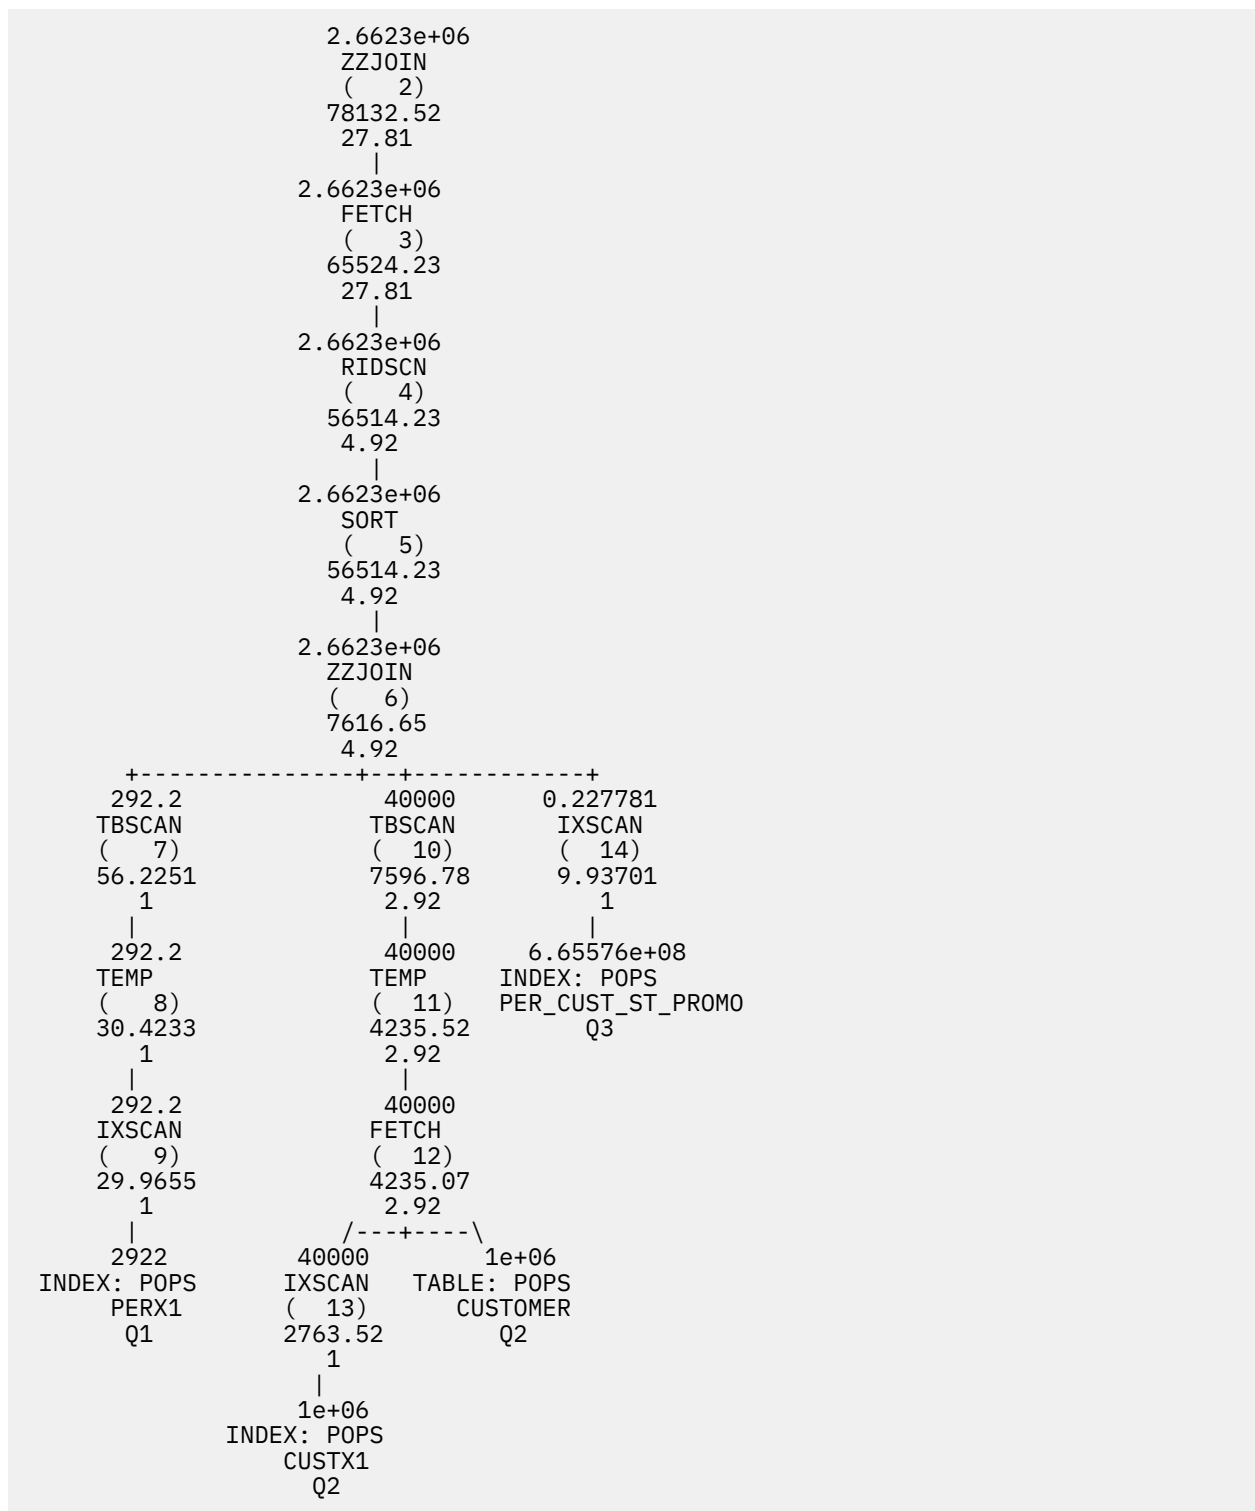 2.6623e+06
ZZJOIN
(   2)
78132.52
27.81
|
2.6623e+06
FETCH
(   3)
65524.23
27.81
|
2.6623e+06
RIDSCN
(   4)
56514.23
4.92
|
2.6623e+06
SORT
(   5)
56514.23
4.92
|
2.6623e+06
ZZJOIN
(   6)
7616.65
4.92
+----------------+--+-------------+
292.2 40000 0.227781
TBSCAN TBSCAN IXSCAN
(   7) (  10) (  14)
56.2251 7596.78 9.93701
1 2.92 1
| | |
292.2 40000 6.65576e+08
TEMP TEMP INDEX: POPS
(   8) (  11) PER_CUST_ST_PROMO
30.4233 4235.52 Q3
1 2.92
| |
292.2 40000
IXSCAN FETCH
(   9) (  12)
29.9655 4235.07
1 2.92
| /---+----\
2922 40000 1e+06
INDEX: POPS IXSCAN TABLE: POPS
PERX1 (  13) CUSTOMER
Q1 2763.52 Q2
1
|
1e+06
INDEX: POPS
CUSTX1
Q2